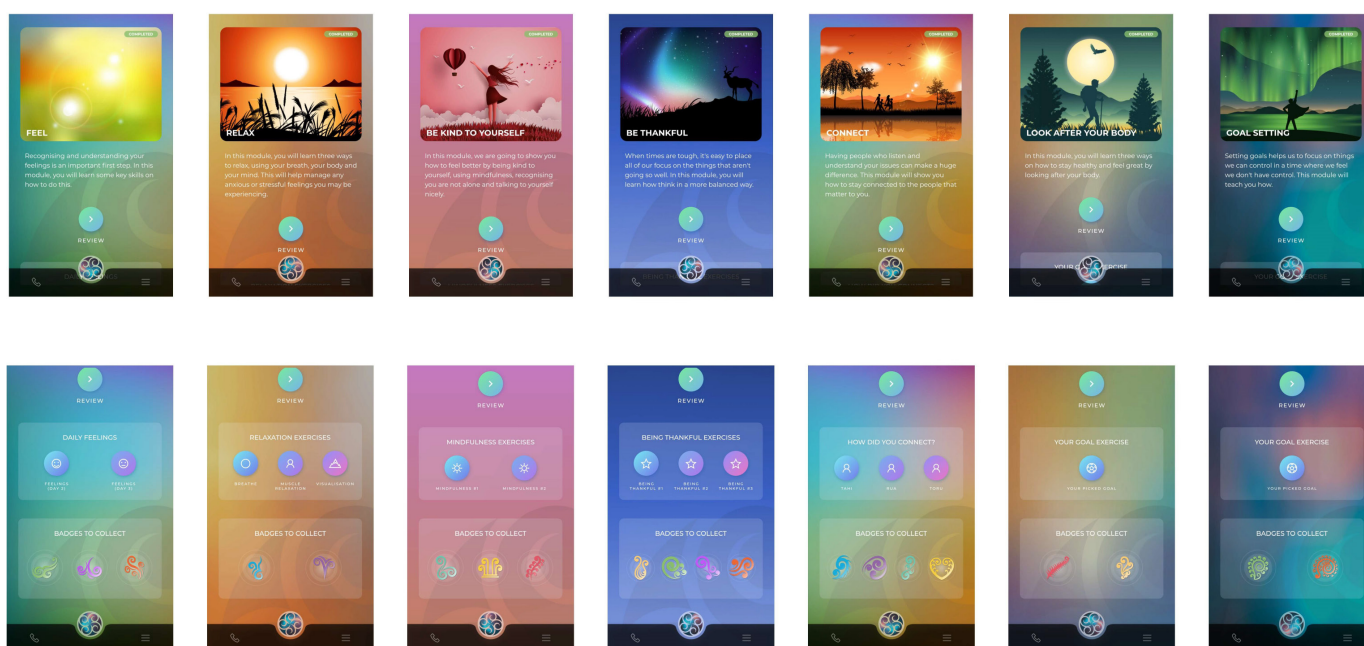 COMPLETED
FEEL
Recognising and understanding your
feelings is an important first step. In this
module, you will learn some key skills on
how to do this.
REVIEW
COMPLETED
RELAX
In this module, you will learn three ways
to relax, using your breath, your body and
your mind. This will help manage any
anxious or stressful feelings you may be
experiencing.
REVIEW
COMPLETED
BE KIND TO YOURSELF
In this module, we are going to show you
how to feel better by being kind to
yourself, using mindfulness, recognising
you are not alone and talking to yourself
nicely.
REVIEW
COMPLETED
BE THANKFUL
When times are tough, it's easy to place
all of our focus on the things that aren't
going so well. In this module, you will
learn how think in a more balanced way.
REVIEW
COMPLETED
CONNECT
Having people who listen and
understand your issues can make a huge
difference. This module will show you
how to stay connected to the people that
matter to you.
REVIEW
COMPLETED
LOOK AFTER YOUR BODY
In this module, you will learn three ways
on how to stay healthy and feel great by
looking after your body.
REVIEW
COMPLETED
GOAL SETTING
Setting goals helps us to focus on things
we can control in a time where we feel
we don't have control. This module will
teach you how.
REVIEW
REVIEW
DAILY FEELINGS
FEELINGS FEELINGS
BADGES TO COLLECT
REVIEW
RELAXATION EXERCISES
BREATHE MUSCLE RELAXATION VISUALISATION
BADGES TO COLLECT
REVIEW
MINDFULNESS EXERCISES
MINDFULNESS #1 MINDFULNESS
BADGES TO COLLECT
REVIEW
BEING THANKFUL EXERCISES
BEING THANKFUL #1 BEING THANKFUL BEING THANKFUL
BADGES TO COLLECT
REVIEW
HOW DID YOU CONNECT?
BADGES TO COLLECT
REVIEW
YOUR GOAL EXERCISE
YOUR PICKED GOAL
BADGES TO COLLECT
REVIEW
YOUR GOAL EXERCISE
YOUR PICKED GOAL
BADGES TO COLLECT